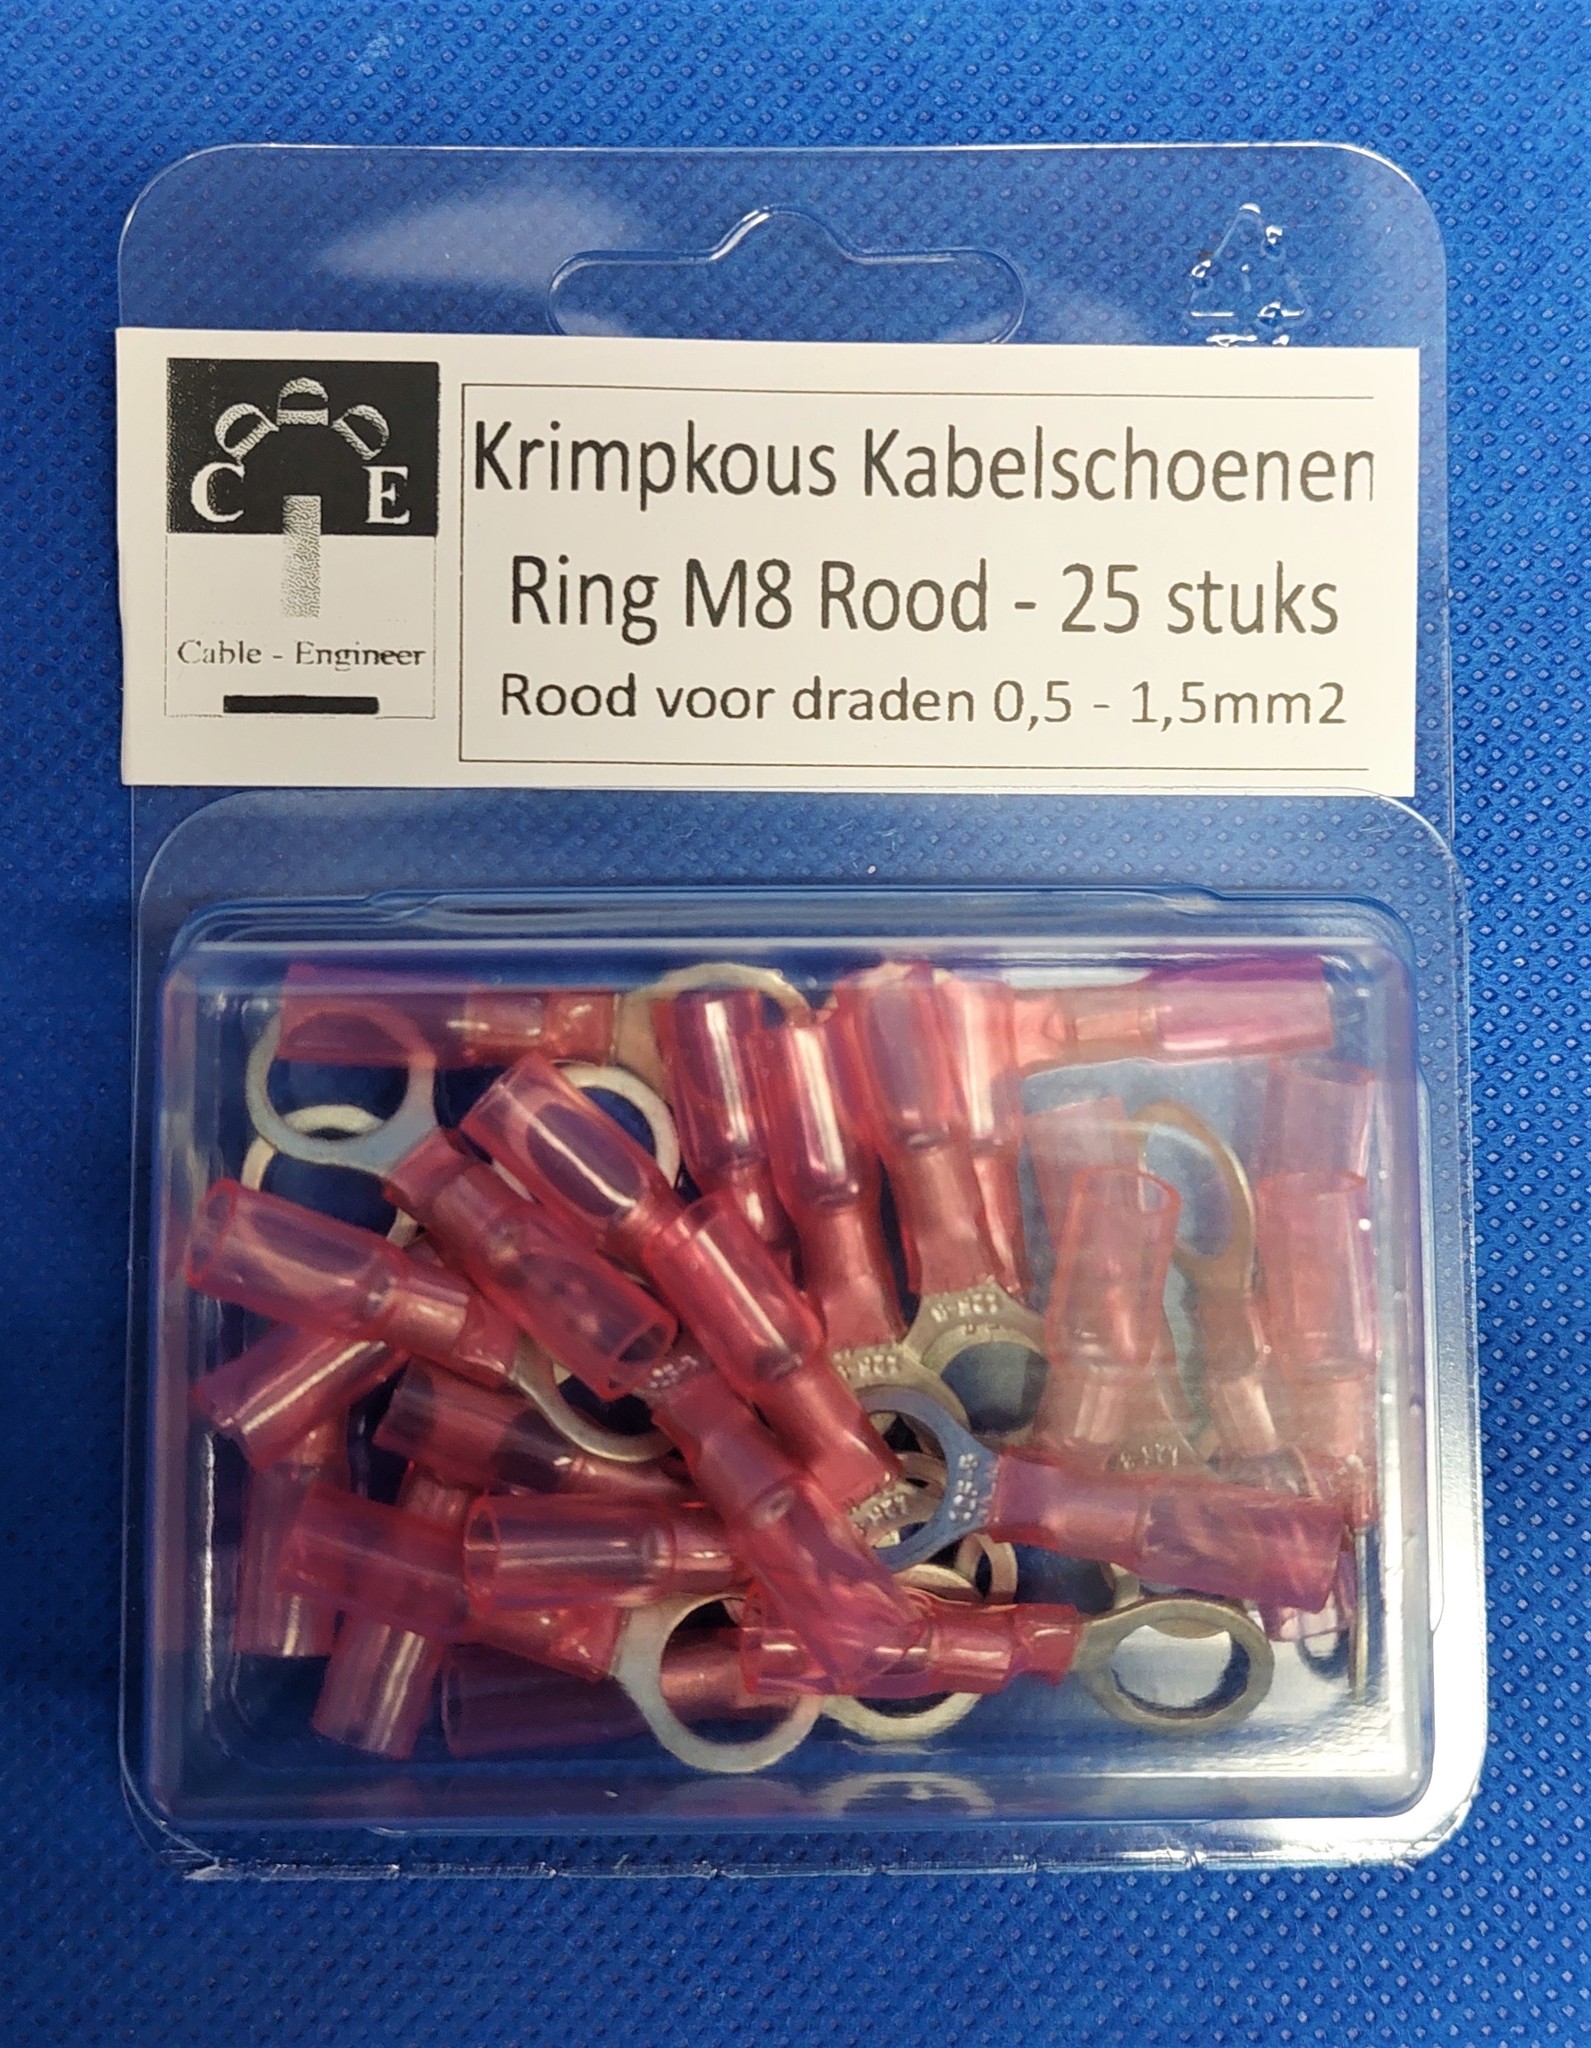 C E
Cable - Engineer
Krimpkous Kabelschoenen
Ring M8 Rood - 25 stuks
Rood voor draden 0,5 - 1,5mm2